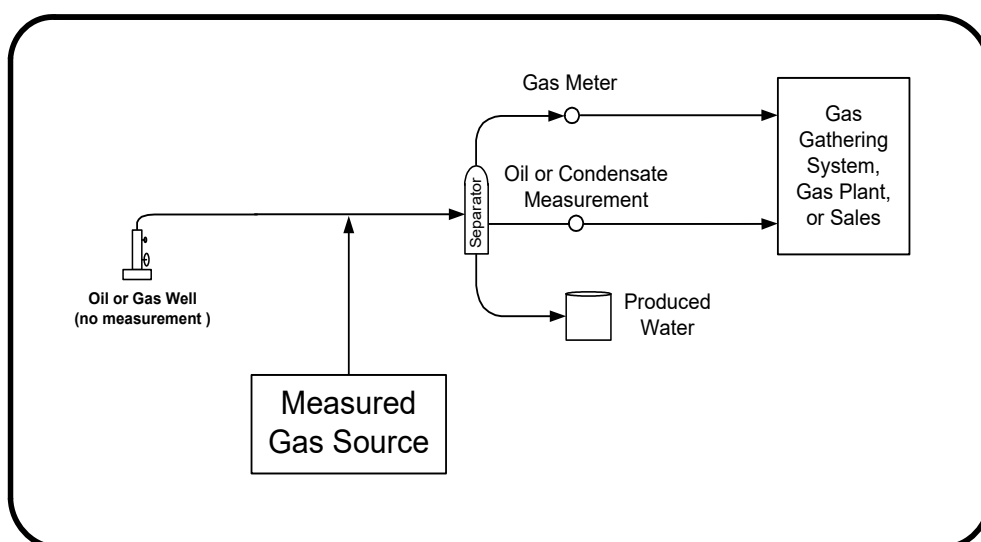 Gas Meter
Oil or Condensate
Measurement
Separator
Gas
Gathering
System,
Gas Plant,
or Sales
Oil or Gas Well
(no measurement )
Produced
Water
Measured
Gas Source